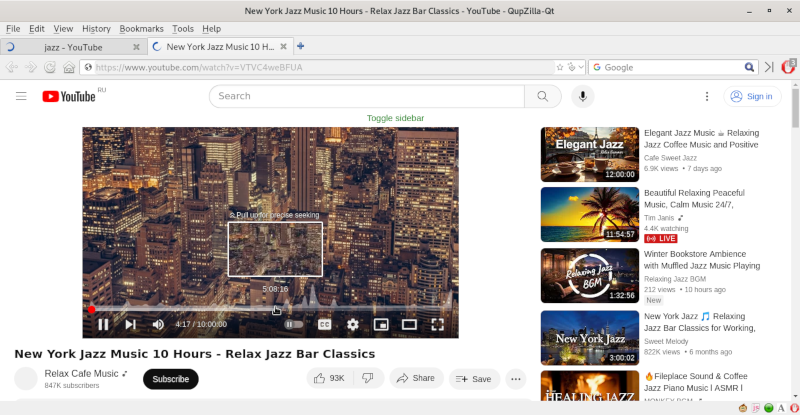 New York Jazz Music 10 Hours - Relax Jazz Bar Classics - YouTube - QupZilla-Qt
File Edit View History Bookmarks Tools Help
jazz - YouTube
New York Jazz Music 10 H...
https://www.youtube.com/watch?v=VTVC4weBFUA
Google
3
YouTube RU
Search
Sign in
Toggle sidebar
Pull up for precise seeking
5:08:16
4:17 / 10:00:00
New York Jazz Music 10 Hours - Relax Jazz Bar Classics
Relax Cafe Music
847K subscribers
Subscribe
93K
Share
Save
Elegant Jazz
12:00:00
Elegant Jazz Music ☕ Relaxing
Jazz Coffee Music and Positive
Cafe Sweet Jazz
6.9K views • 7 days ago
11:54:57
Beautiful Relaxing Peaceful
Music, Calm Music 24/7,
Tim Janis
4.4K watching
LIVE
Relaxing Jazz
BGM
1:32:56
Winter Bookstore Ambience
with Muffled Jazz Music Playing
Relaxing Jazz BGM
212 views • 10 hours ago
New
New York Jazz
3:00:02
New York Jazz 🎵 Relaxing
Jazz Bar Classics for Working,
Sweet Melody
822K views • 6 months ago
HEALING JAZZ
🔥Fileplace Sound & Coffee
Jazz Piano Music l ASMR l